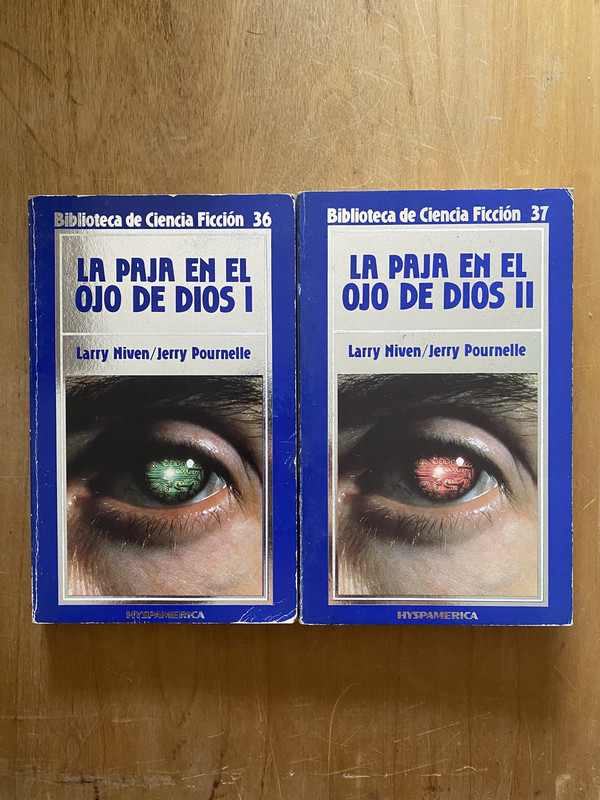 Biblioteca de Ciencia Ficción 36
LA PAJA EN EL
OJO DE DIOS I
Larry Niven/Jerry Pournelle
HYSPAMERICA
Biblioteca de Ciencia Ficción 37
LA PAJA EN EL
OJO DE DIOS II
Larry Niven/Jerry Pournelle
HYSPAMERICA